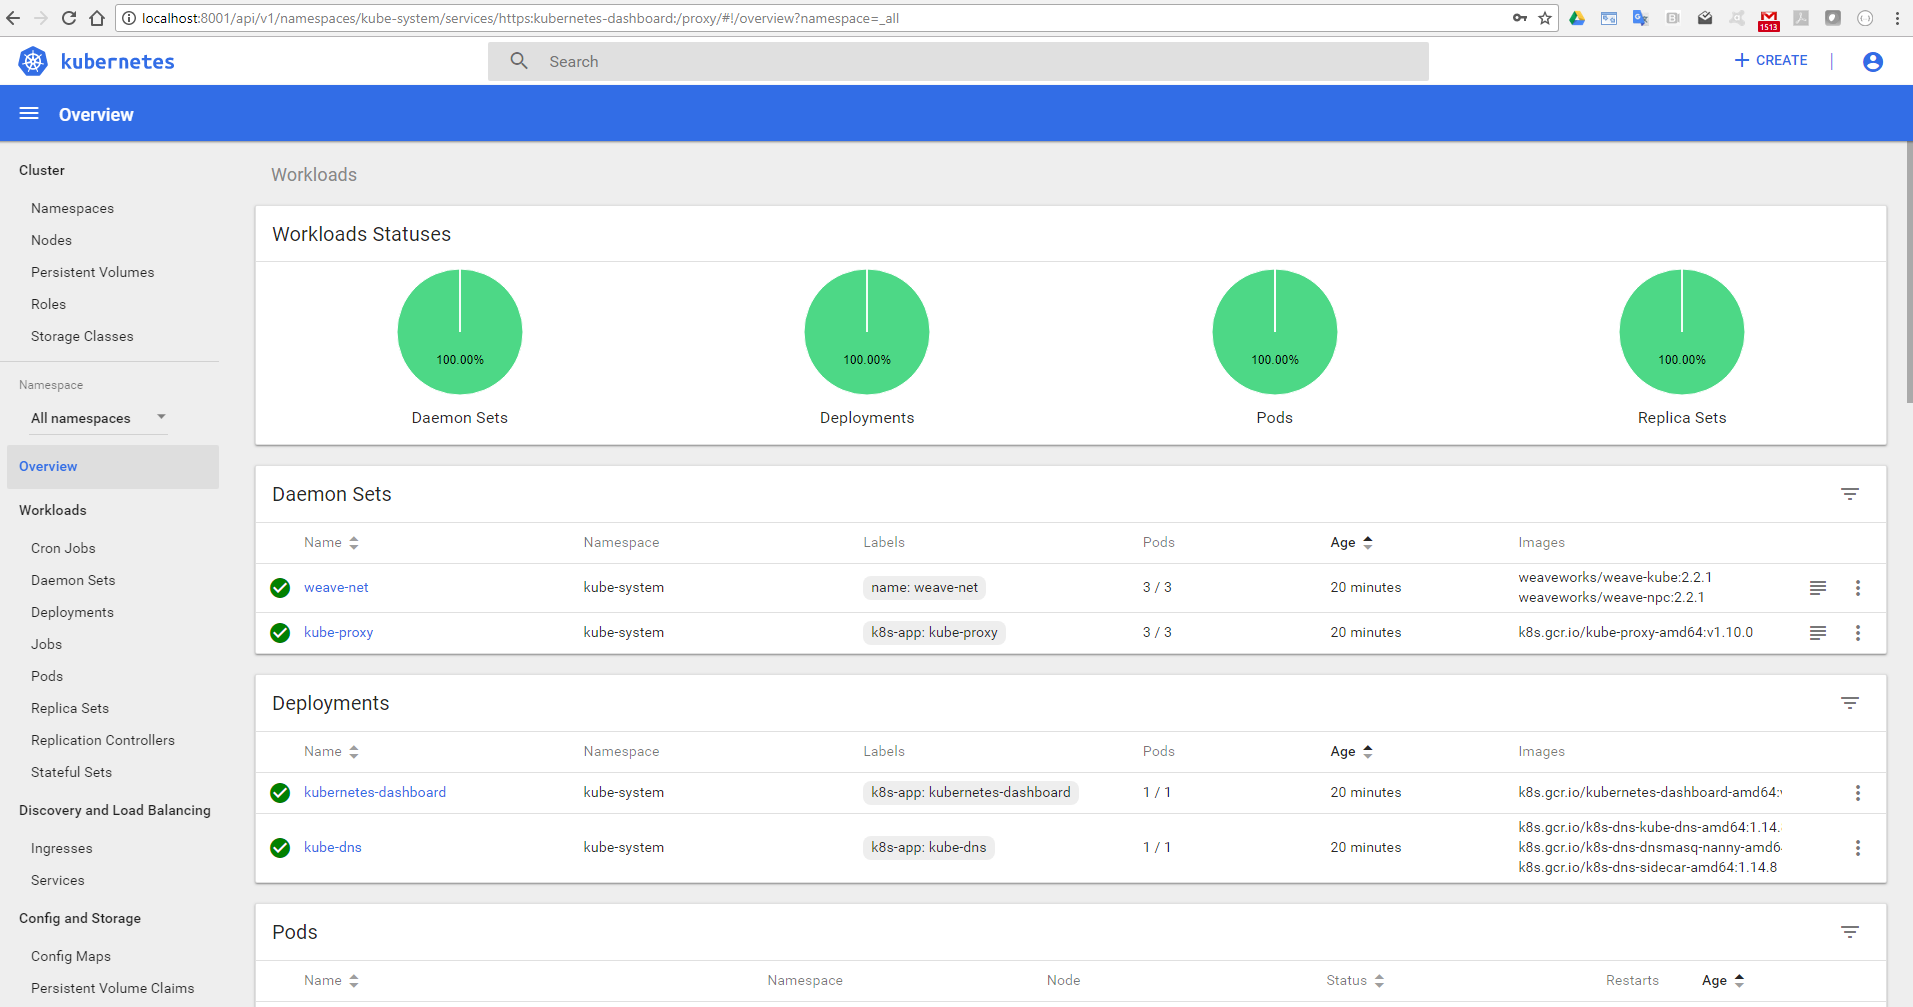 localhost:8001/api/v1/namespaces/kube-system/services/https:kubernetes-dashboard:/proxy/#!/overview?namespace=_all
1513
kubernetes
Search
CREATE
Overview
Cluster
Namespaces
Nodes
Persistent Volumes
Roles
Storage Classes
Namespace
All namespaces
Overview
Workloads
Cron Jobs
Daemon Sets
Deployments
Jobs
Pods
Replica Sets
Replication Controllers
Stateful Sets
Discovery and Load Balancing
Ingresses
Services
Config and Storage
Config Maps
Persistent Volume Claims
Workloads
Workloads Statuses
100.00% 100.00% 100.00% 100.00%
Daemon Sets Deployments Pods Replica Sets
Daemon Sets
Name Namespace Labels Pods Age Images
weave-net kube-system name: weave-net 3 / 3 20 minutes weaveworks/weave-kube:2.2.1
weaveworks/weave-npc:2.2.1
kube-proxy kube-system k8s-app: kube-proxy 3 / 3 20 minutes k8s.gcr.io/kube-proxy-amd64:v1.10.0
Deployments
Name Namespace Labels Pods Age Images
kubernetes-dashboard kube-system k8s-app: kubernetes-dashboard 1 / 1 20 minutes k8s.gcr.io/kubernetes-dashboard-amd64:
kube-dns kube-system k8s-app: kube-dns 1 / 1 20 minutes k8s.gcr.io/k8s-dns-kube-dns-amd64:1.14.
k8s.gcr.io/k8s-dns-dnsmasq-nanny-amd6
k8s.gcr.io/k8s-dns-sidecar-amd64:1.14.8
Pods
Name Namespace Node Status Restarts Age